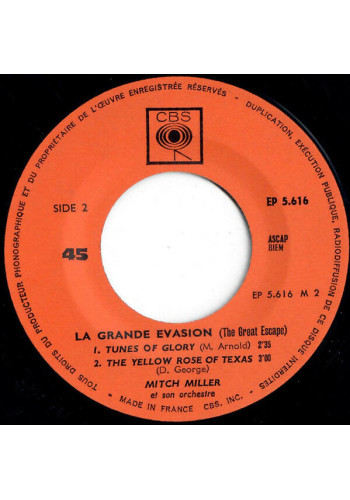 TOUS DROITS DU PRODUCTEUR PHONOGRAPHIQUE ET DU PROPRIETAIRE DE L'ŒUVRE ENREGISTRÉE RÉSERVÉS - DUPLICATION, EXÉCUTION PUBLIQUE, RADIODIFFUSION DE CE DISQUE INTERDITES
CBS
SIDE 2
EP 5.616
45
ASCAP
BIEM
EP 5.616 M 2
LA GRANDE EVASION (The Great Escape)
1. TUNES OF GLORY (M. Arnold) 2'35
2. THE YELLOW ROSE OF TEXAS 3'00
(D. George)
MITCH MILLER
et son orchestre
MADE IN FRANCE CBS, INC.